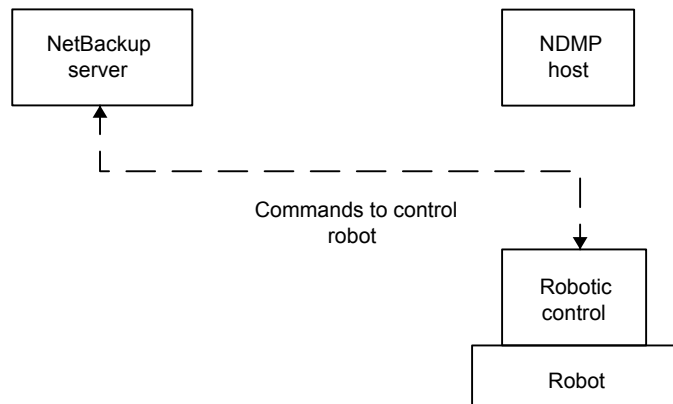 NetBackup
server
NDMP
host
Commands to control
robot
Robotic
control
Robot